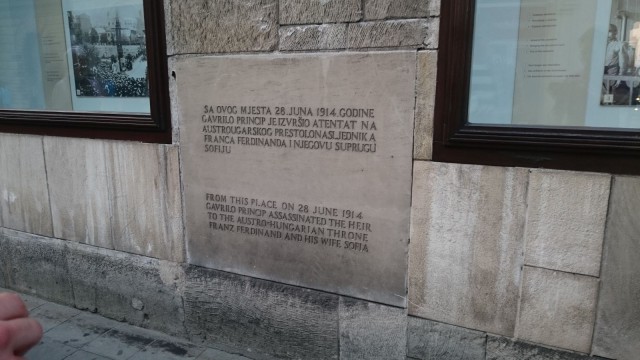 SA OVOG MJESTA 28. JUNA 1914. GODINE
GAVRILO PRINCIP JE IZVRŠIO ATENTAT NA
AUSTROUGARSKOG PRESTOLONASLJEDNIKA
FRANCA FERDINANDA I NJEGOVU SUPRUGU
SOFIJU
FROM THIS PLACE ON 28 JUNE 1914
GAVRILO PRINCIP ASSASSINATED THE HEIR
TO THE AUSTRO-HUNGARIAN THRONE
FRANZ FERDINAND AND HIS WIFE SOFIA